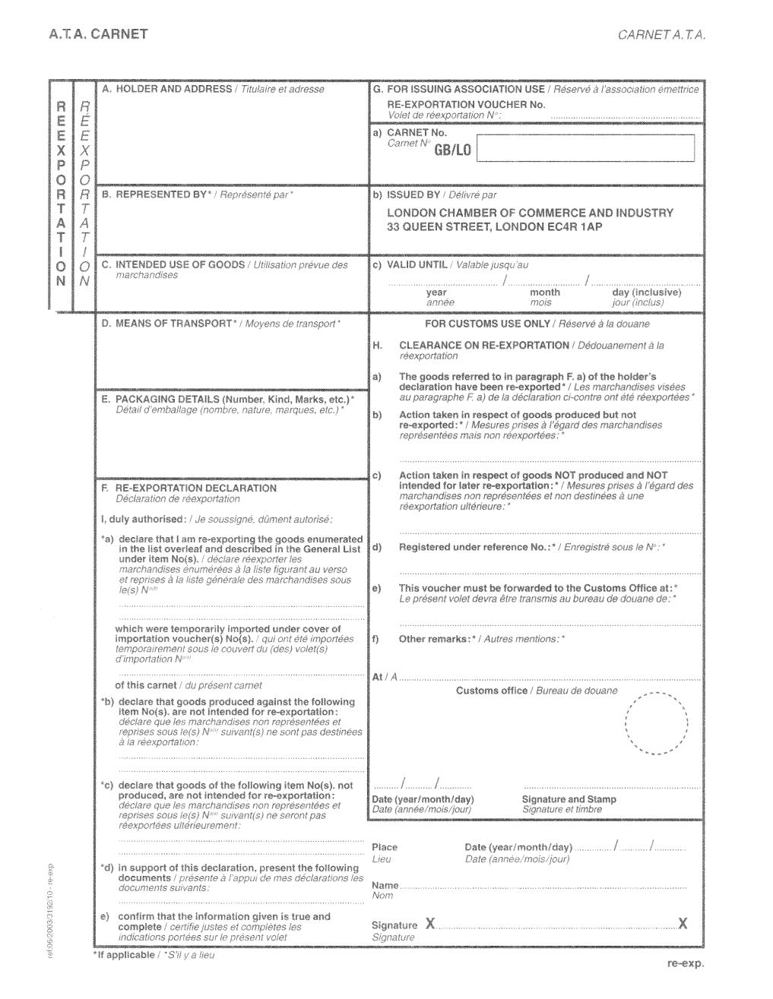 A.T.A. CARNET
CARNET A.T.A.
REEXPORTATION
RÉEXPORTATION
A. HOLDER AND ADDRESS / Titulaire et adresse
G. FOR ISSUING ASSOCIATION USE / Réservé à l'association émettrice
RE-EXPORTATION VOUCHER No.
Volet de réexportation N°:
a) CARNET No.
Carnet N°
GB/LO
B. REPRESENTED BY* / Représenté par*
b) ISSUED BY / Délivré par
LONDON CHAMBER OF COMMERCE AND INDUSTRY
33 QUEEN STREET, LONDON EC4R 1AP
C. INTENDED USE OF GOODS / Utilisation prévue des
marchandises
c) VALID UNTIL / Valable jusqu'au
/ /
year month day (inclusive)
année mois jour (inclus)
D. MEANS OF TRANSPORT* / Moyens de transport*
E. PACKAGING DETAILS (Number, Kind, Marks, etc.)*
Détail d'emballage (nombre, nature, marques, etc.)*
F. RE-EXPORTATION DECLARATION
Déclaration de réexportation
I, duly authorised: / Je soussigné, dûment autorisé:
*a) declare that I am re-exporting the goods enumerated
in the list overleaf and described in the General List
under item No(s). / déclare réexporter les
marchandises énumérées à la liste figurant au verso
et reprises à la liste générale des marchandises sous
le(s) No(s)
which were temporarily imported under cover of
importation voucher(s) No(s). / qui ont été importées
temporairement sous le couvert du (des) volet(s)
d'importation No(s)
of this carnet / du présent carnet
*b) declare that goods produced against the following
item No(s). are not intended for re-exportation:
déclare que les marchandises non représentées et
reprises sous le(s) No(s) suivant(s) ne sont pas destinées
à la réexportation:
*c) declare that goods of the following item No(s). not
produced, are not intended for re-exportation:
déclare que les marchandises non représentées et
reprises sous le(s) No(s) suivant(s) ne seront pas
réexportées ultérieurement:
*d) in support of this declaration, present the following
documents / présente à l'appui de mes déclarations les
documents suivants:
e) confirm that the information given is true and
complete / certifie justes et complètes les
indications portées sur le présent volet
FOR CUSTOMS USE ONLY / Réservé à la douane
H. CLEARANCE ON RE-EXPORTATION / Dédouanement à la
réexportation
a) The goods referred to in paragraph F. a) of the holder's
declaration have been re-exported* / Les marchandises visées
au paragraphe F. a) de la déclaration ci-contre ont été réexportées*
b) Action taken in respect of goods produced but not
re-exported:* / Mesures prises à l'égard des marchandises
représentées mais non réexportées:*
c) Action taken in respect of goods NOT produced and NOT
intended for later re-exportation:* / Mesures prises à l'égard des
marchandises non représentées et non destinées à une
réexportation ultérieure:*
d) Registered under reference No.:* / Enregistré sous le N°:*
e) This voucher must be forwarded to the Customs Office at:*
Le présent volet devra être transmis au bureau de douane de:*
f) Other remarks:* / Autres mentions:*
At / A
Customs office / Bureau de douane
/ /
Date (year/month/day) Signature and Stamp
Date (année/mois/jour) Signature et timbre
Place Date (year/month/day) / /
Lieu Date (année/mois/jour)
Name
Nom
Signature X X
Signature
*If applicable / *S'il y a lieu
re-exp.
ref:06/2003/3192/10 - re-exp